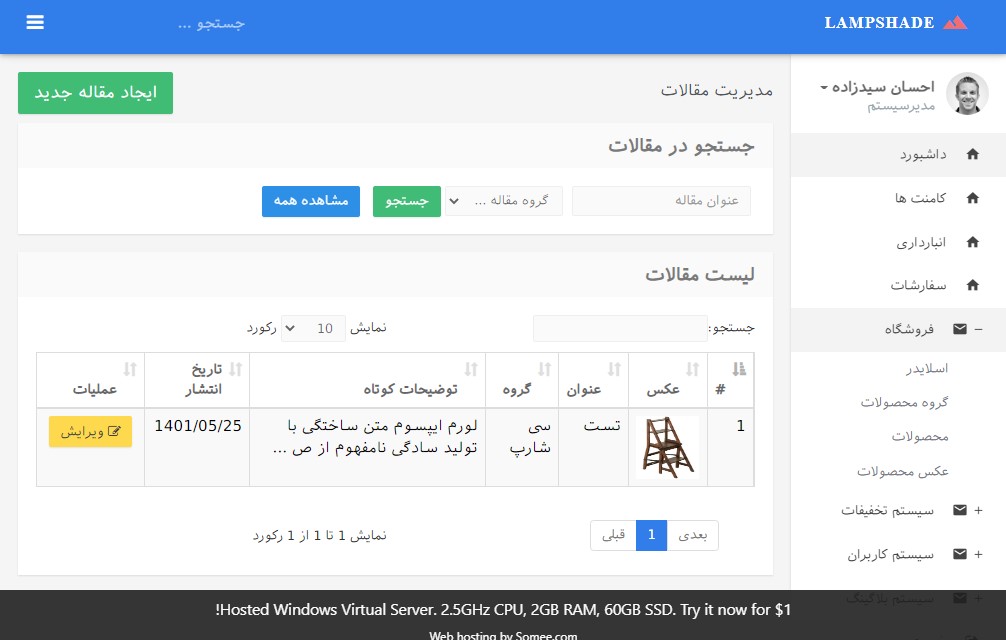 LAMPSHADE
جستجو ...
احسان سیدزاده
مدیرسیستم
داشبورد
کامنت ها
انبارداری
سفارشات
فروشگاه
اسلایدر
گروه محصولات
محصولات
عکس محصولات
سیستم تخفیفات
سیستم کاربران
سیستم بلاگینگ
مدیریت مقالات
ایجاد مقاله جدید
جستجو در مقالات
عنوان مقاله
گروه مقاله ...
جستجو
مشاهده همه
لیست مقالات
جستجو:
نمایش 10 رکورد
# عکس عنوان گروه توضیحات کوتاه تاریخ انتشار عملیات
1 تست سی شارپ لورم ایپسوم متن ساختگی با 1401/05/25 ویرایش
تولید سادگی نامفهوم از ص ...
بعدی 1 قبلی
نمایش 1 تا 1 از 1 رکورد
!Hosted Windows Virtual Server. 2.5GHz CPU, 2GB RAM, 60GB SSD. Try it now for $1
Web hosting by Somee.com